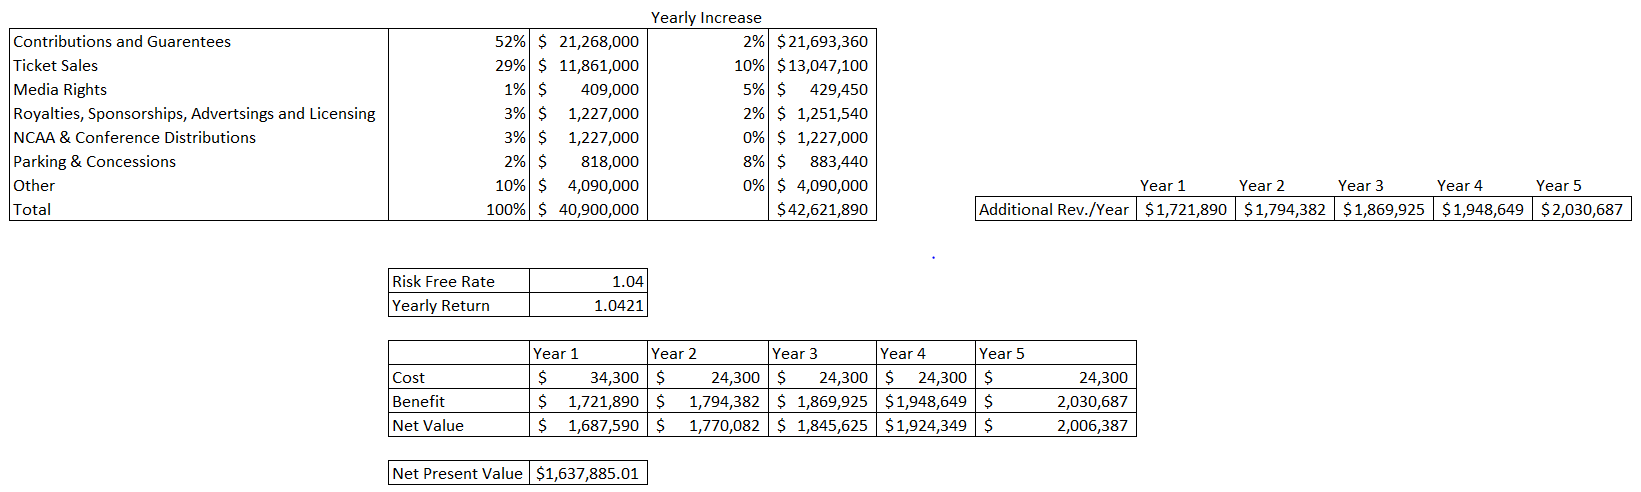 Yearly Increase
Contributions and Guarentees 52% $ 21,268,000 2% $21,693,360
Ticket Sales 29% $ 11,861,000 10% $13,047,100
Media Rights 1% $ 409,000 5% $ 429,450
Royalties, Sponsorships, Advertsings and Licensing 3% $ 1,227,000 2% $ 1,251,540
NCAA & Conference Distributions 3% $ 1,227,000 0% $ 1,227,000
Parking & Concessions 2% $ 818,000 8% $ 883,440
Other 10% $ 4,090,000 0% $ 4,090,000
Total 100% $ 40,900,000 $42,621,890
Year 1 Year 2 Year 3 Year 4 Year 5
Additional Rev./Year $1,721,890 $1,794,382 $1,869,925 $1,948,649 $2,030,687
Risk Free Rate 1.04
Yearly Return 1.0421
Year 1 Year 2 Year 3 Year 4 Year 5
Cost $ 34,300 $ 24,300 $ 24,300 $ 24,300 $ 24,300
Benefit $ 1,721,890 $ 1,794,382 $ 1,869,925 $1,948,649 $ 2,030,687
Net Value $ 1,687,590 $ 1,770,082 $ 1,845,625 $1,924,349 $ 2,006,387
Net Present Value $1,637,885.01